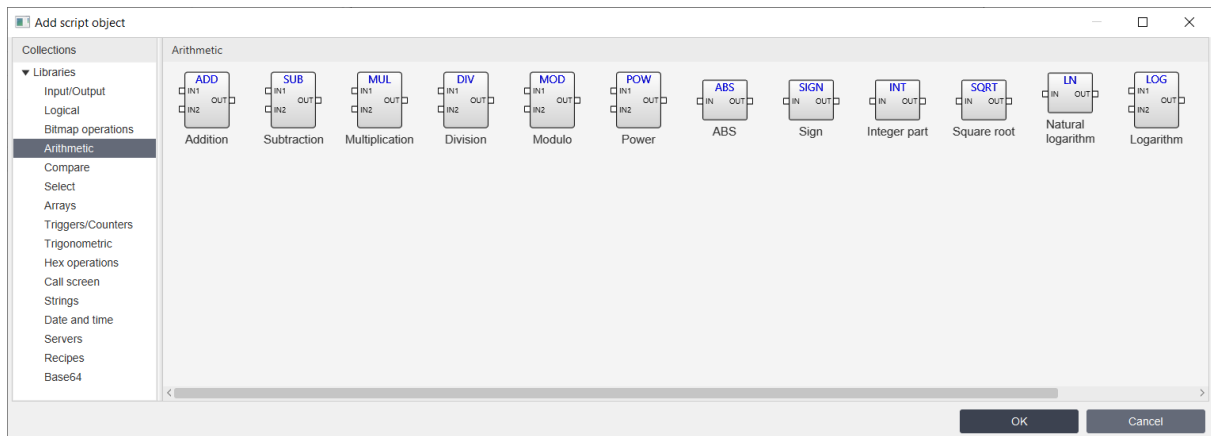 Add script object
Collections
▼ Libraries
Input/Output
Logical
Bitmap operations
Arithmetic
Compare
Select
Arrays
Triggers/Counters
Trigonometric
Hex operations
Call screen
Strings
Date and time
Servers
Recipes
Base64
Arithmetic
ADD
IN1
OUT
IN2
Addition
SUB
IN1
OUT
IN2
Subtraction
MUL
IN1
OUT
IN2
Multiplication
DIV
IN1
OUT
IN2
Division
MOD
IN1
OUT
IN2
Modulo
POW
IN1
OUT
IN2
Power
ABS
IN OUT
ABS
SIGN
IN OUT
Sign
INT
IN OUT
Integer part
SQRT
IN OUT
Square root
LN
IN OUT
Natural
logarithm
LOG
IN1
OUT
IN2
Logarithm
OK
Cancel